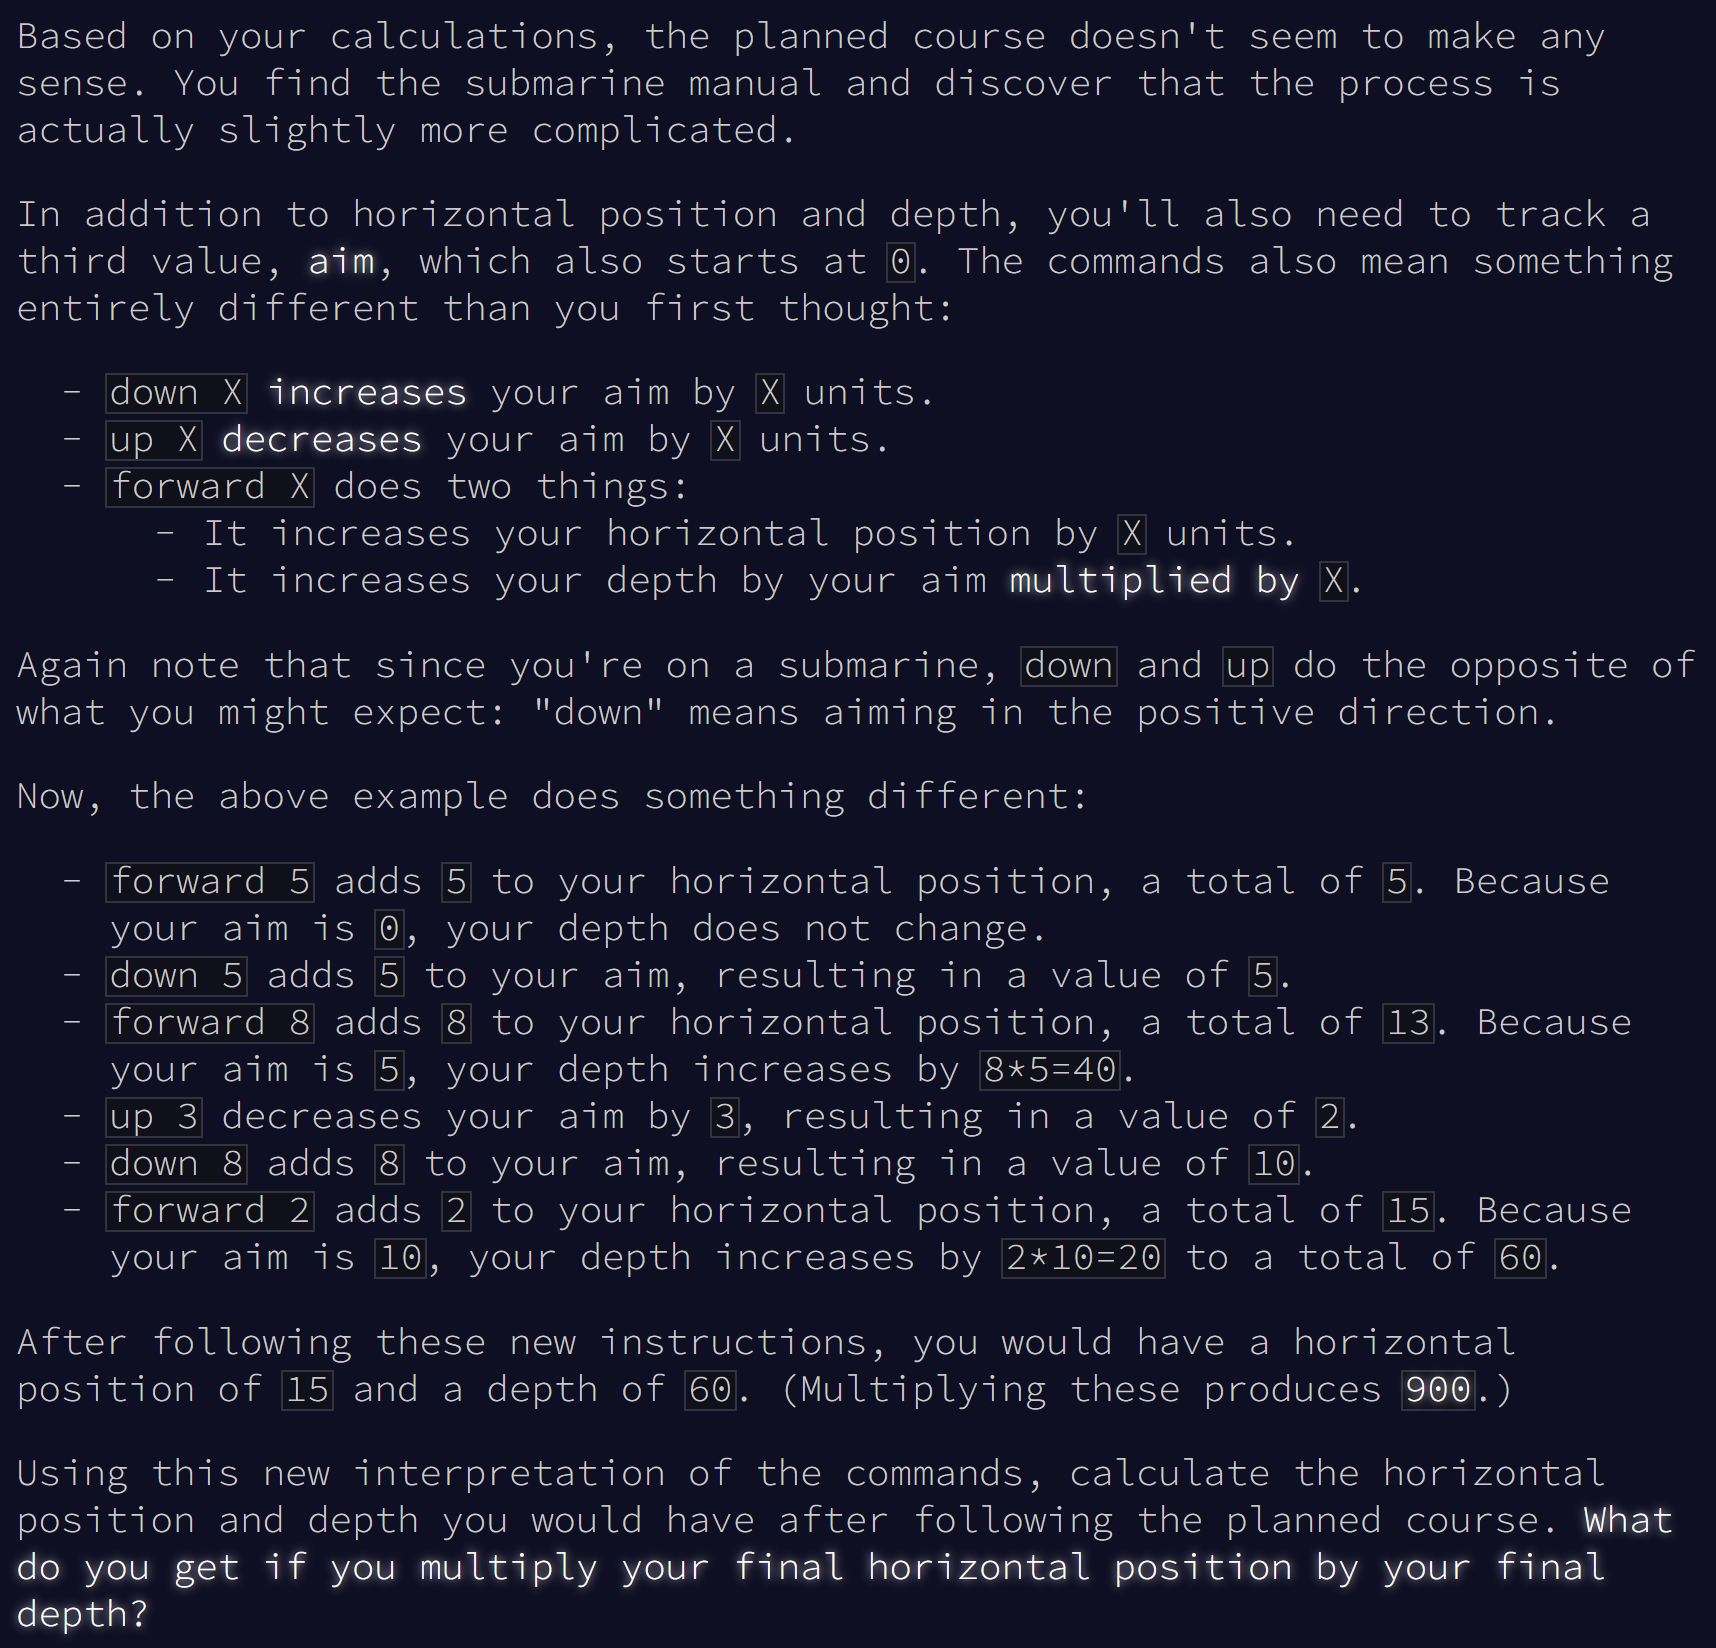 Based on your calculations, the planned course doesn't seem to make any
sense. You find the submarine manual and discover that the process is
actually slightly more complicated.
In addition to horizontal position and depth, you'll also need to track a
third value, aim, which also starts at 0. The commands also mean something
entirely different than you first thought:
- down X increases your aim by X units.
- up X decreases your aim by X units.
- forward X does two things:
- It increases your horizontal position by X units.
- It increases your depth by your aim multiplied by X.
Again note that since you're on a submarine, down and up do the opposite of
what you might expect: "down" means aiming in the positive direction.
Now, the above example does something different:
- forward 5 adds 5 to your horizontal position, a total of 5. Because
your aim is 0, your depth does not change.
- down 5 adds 5 to your aim, resulting in a value of 5.
- forward 8 adds 8 to your horizontal position, a total of 13. Because
your aim is 5, your depth increases by 8*5=40.
- up 3 decreases your aim by 3, resulting in a value of 2.
- down 8 adds 8 to your aim, resulting in a value of 10.
- forward 2 adds 2 to your horizontal position, a total of 15. Because
your aim is 10, your depth increases by 2*10=20 to a total of 60.
After following these new instructions, you would have a horizontal
position of 15 and a depth of 60. (Multiplying these produces 900.)
Using this new interpretation of the commands, calculate the horizontal
position and depth you would have after following the planned course. What
do you get if you multiply your final horizontal position by your final
depth?